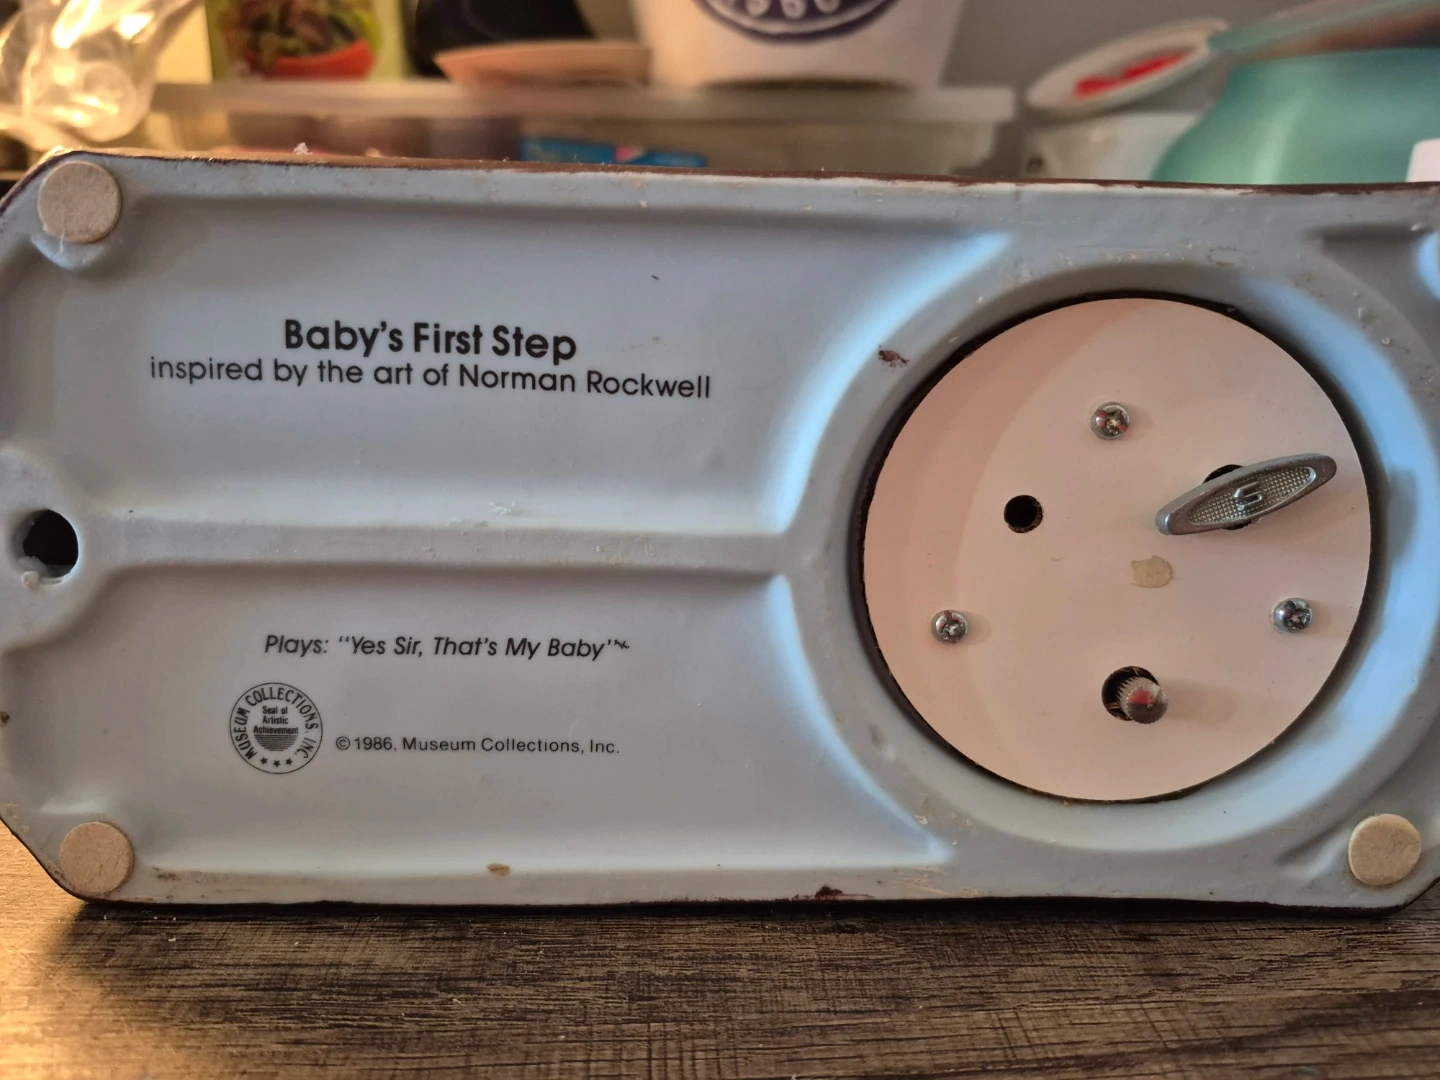 Baby's First Step
inspired by the art of Norman Rockwell
Plays: "Yes Sir, That's My Baby"
MUSEUM COLLECTIONS, INC.
Seal of
Artistic
Achievement
© 1986. Museum Collections, Inc.
S